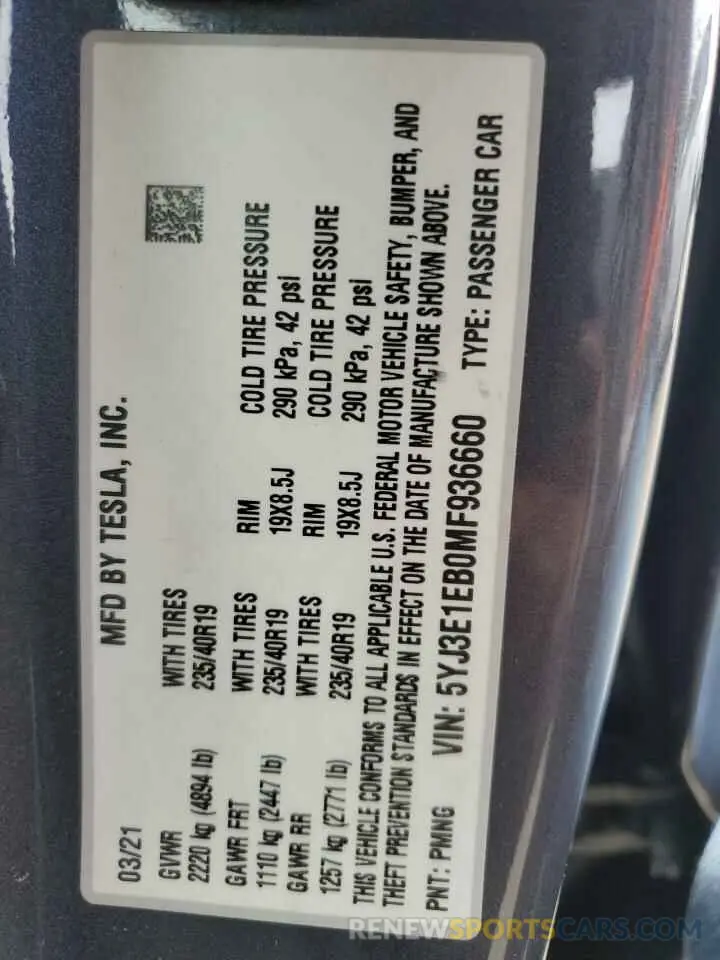 MFD BY TESLA, INC.
03/21
GVWR WITH TIRES
2220 kg (4894 lb) 235/40R19
GAWR FRT WITH TIRES RIM COLD TIRE PRESSURE
1110 kg (2447 lb) 235/40R19 19X8.5J 290 kPa, 42 psi
GAWR RR WITH TIRES RIM COLD TIRE PRESSURE
1257 kg (2771 lb) 235/40R19 19X8.5J 290 kPa, 42 psi
THIS VEHICLE CONFORMS TO ALL APPLICABLE U.S. FEDERAL MOTOR VEHICLE SAFETY, BUMPER, AND
THEFT PREVENTION STANDARDS IN EFFECT ON THE DATE OF MANUFACTURE SHOWN ABOVE.
PNT: PMNG VIN: 5YJ3E1EB0MF936660 TYPE: PASSENGER CAR
RENEWSPORTSCARS.COM